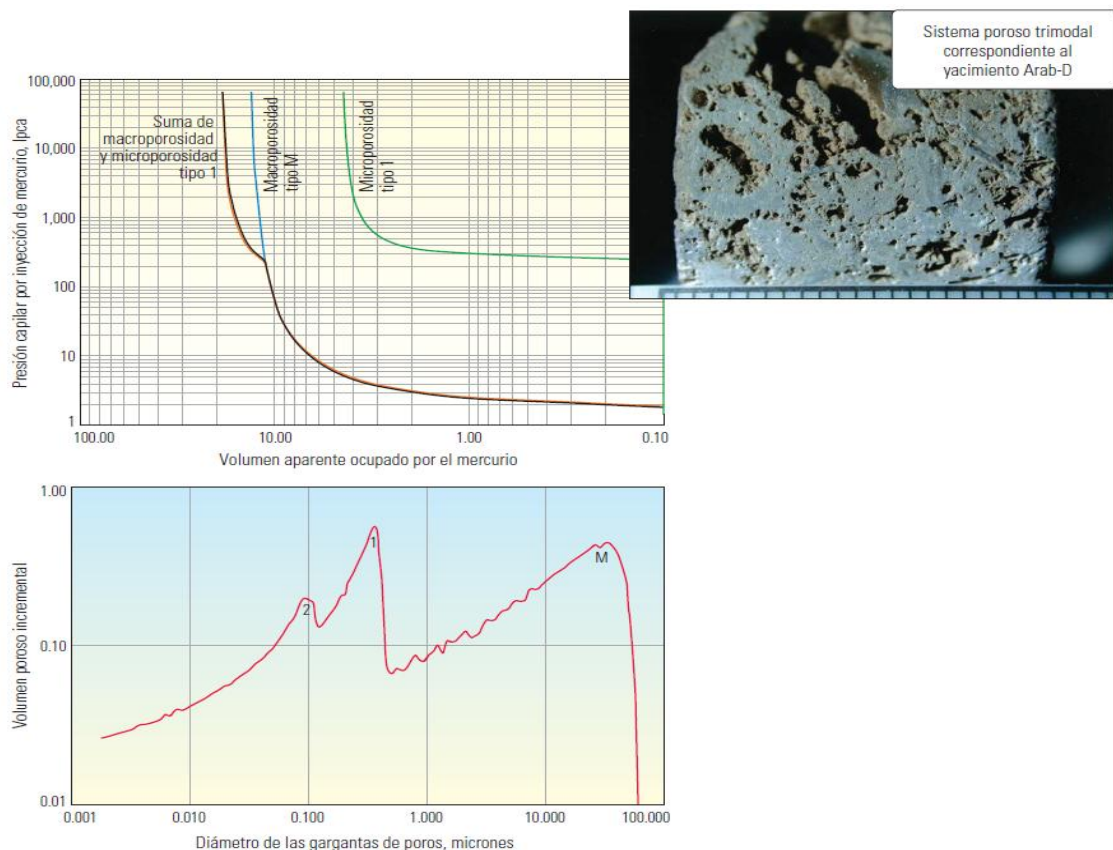 Sistema poroso trimodal
correspondiente al
yacimiento Arab-D
100,000
10,000
1,000
100
10
1
Presión capilar por inyección de mercurio, lpca
Suma de
macroporosidad
y microporosidad
tipo 1
Macroporosidad
tipo M
Microporosidad
tipo 1
100.00
10.00
1.00
0.10
Volumen aparente ocupado por el mercurio
1.00
0.10
0.01
Volumen poroso incremental
2
1
M
0.001
0.010
0.100
1.000
10.000
100.000
Diámetro de las gargantas de poros, micrones